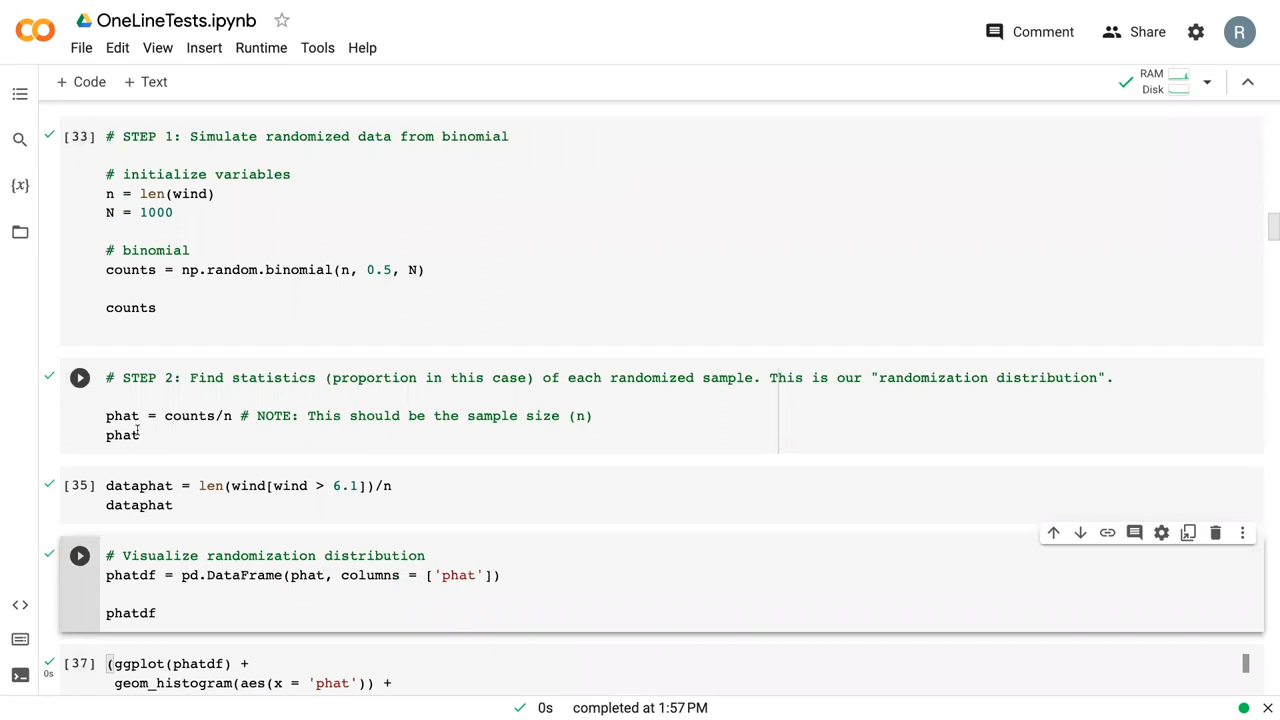 OneLineTests.ipynb
File Edit View Insert Runtime Tools Help
Comment Share R
+ Code + Text
RAM
Disk
[33] # STEP 1: Simulate randomized data from binomial
# initialize variables
n = len(wind)
N = 1000
# binomial
counts = np.random.binomial(n, 0.5, N)
counts
# STEP 2: Find statistics (proportion in this case) of each randomized sample. This is our "randomization distribution".
phat = counts/n # NOTE: This should be the sample size (n)
phat
[35] dataphat = len(wind[wind > 6.1])/n
dataphat
# Visualize randomization distribution
phatdf = pd.DataFrame(phat, columns = ['phat'])
phatdf
[37] (ggplot(phatdf) +
0s
geom_histogram(aes(x = 'phat')) +
0s completed at 1:57 PM